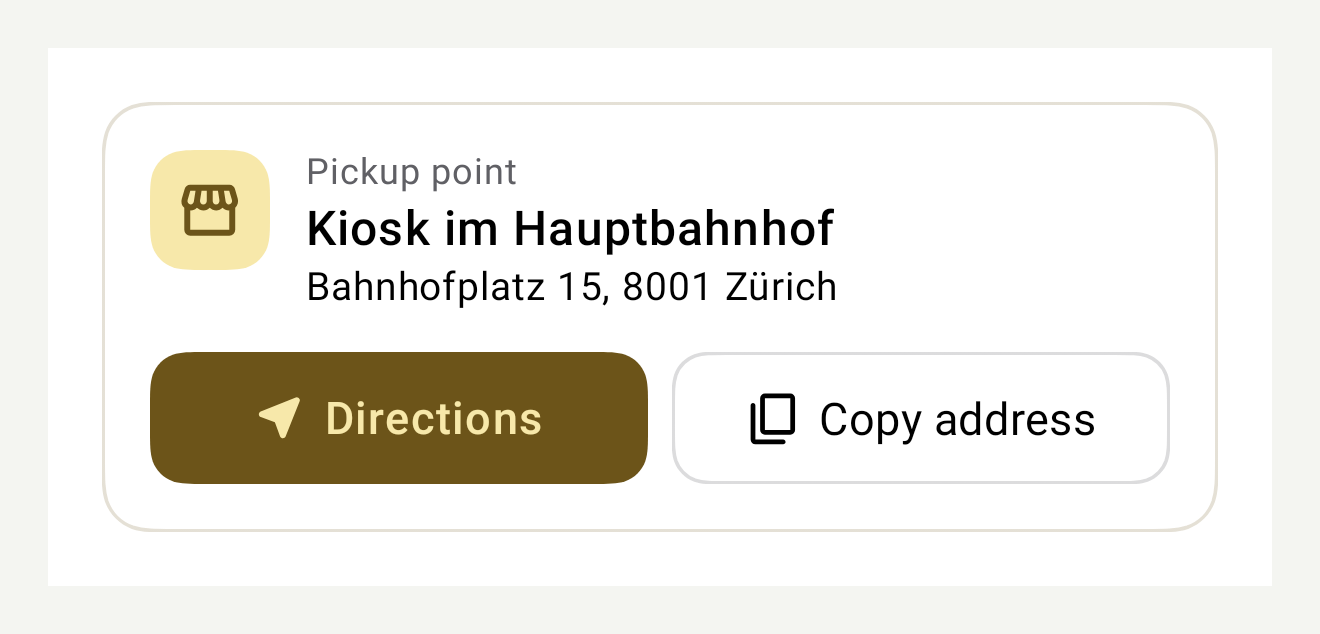 Pickup point
Kiosk im Hauptbahnhof
Bahnhofplatz 15, 8001 Zürich
Directions
Copy address